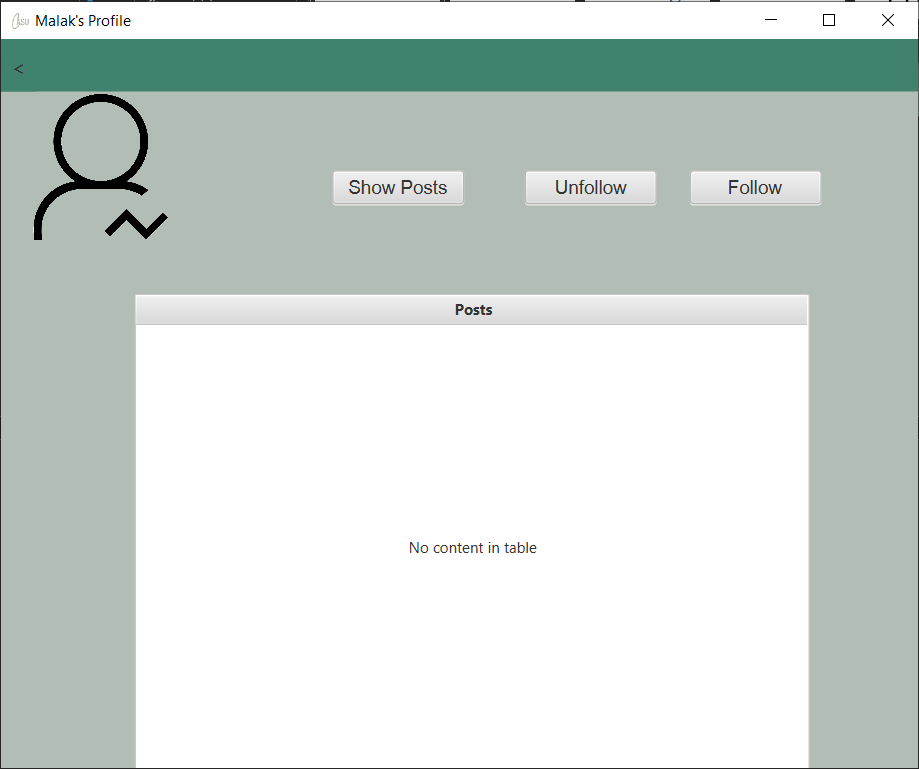 Malak's Profile
<
Show Posts
Unfollow
Follow
Posts
No content in table